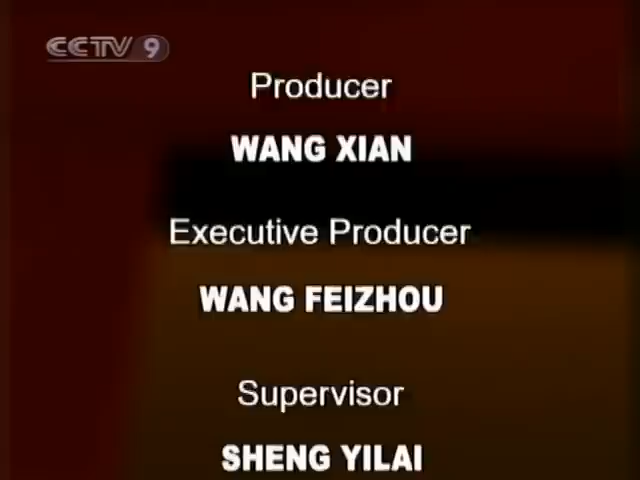 CCTV 9
Producer
WANG XIAN
Executive Producer
WANG FEIZHOU
Supervisor
SHENG YILAI